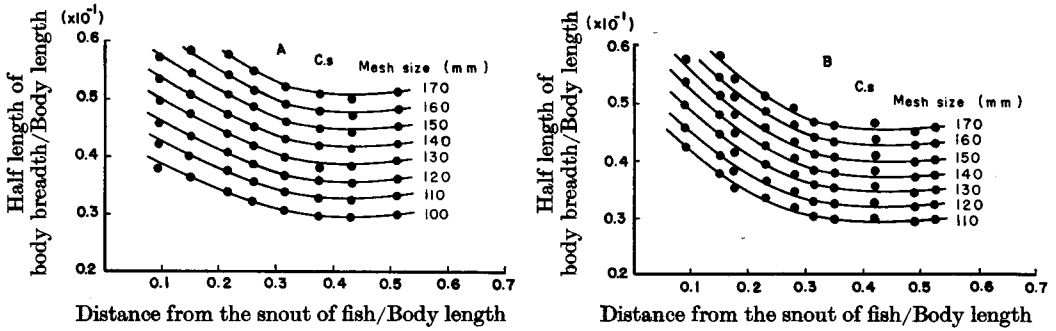 (x10⁻¹)
0.6
0.5
0.4
0.3
0.2
0.1
0.2
0.3
0.4
0.5
0.6
0.7
A
C.s
Mesh size (mm)
170
160
150
140
130
120
110
100
Half length of
body breadth/Body length
Distance from the snout of fish/Body length
(x10⁻¹)
0.6
0.5
0.4
0.3
0.2
0.1
0.2
0.3
0.4
0.5
0.6
0.7
B
C.s
Mesh size (mm)
170
160
150
140
130
120
110
Half length of
body breadth/Body length
Distance from the snout of fish/Body length